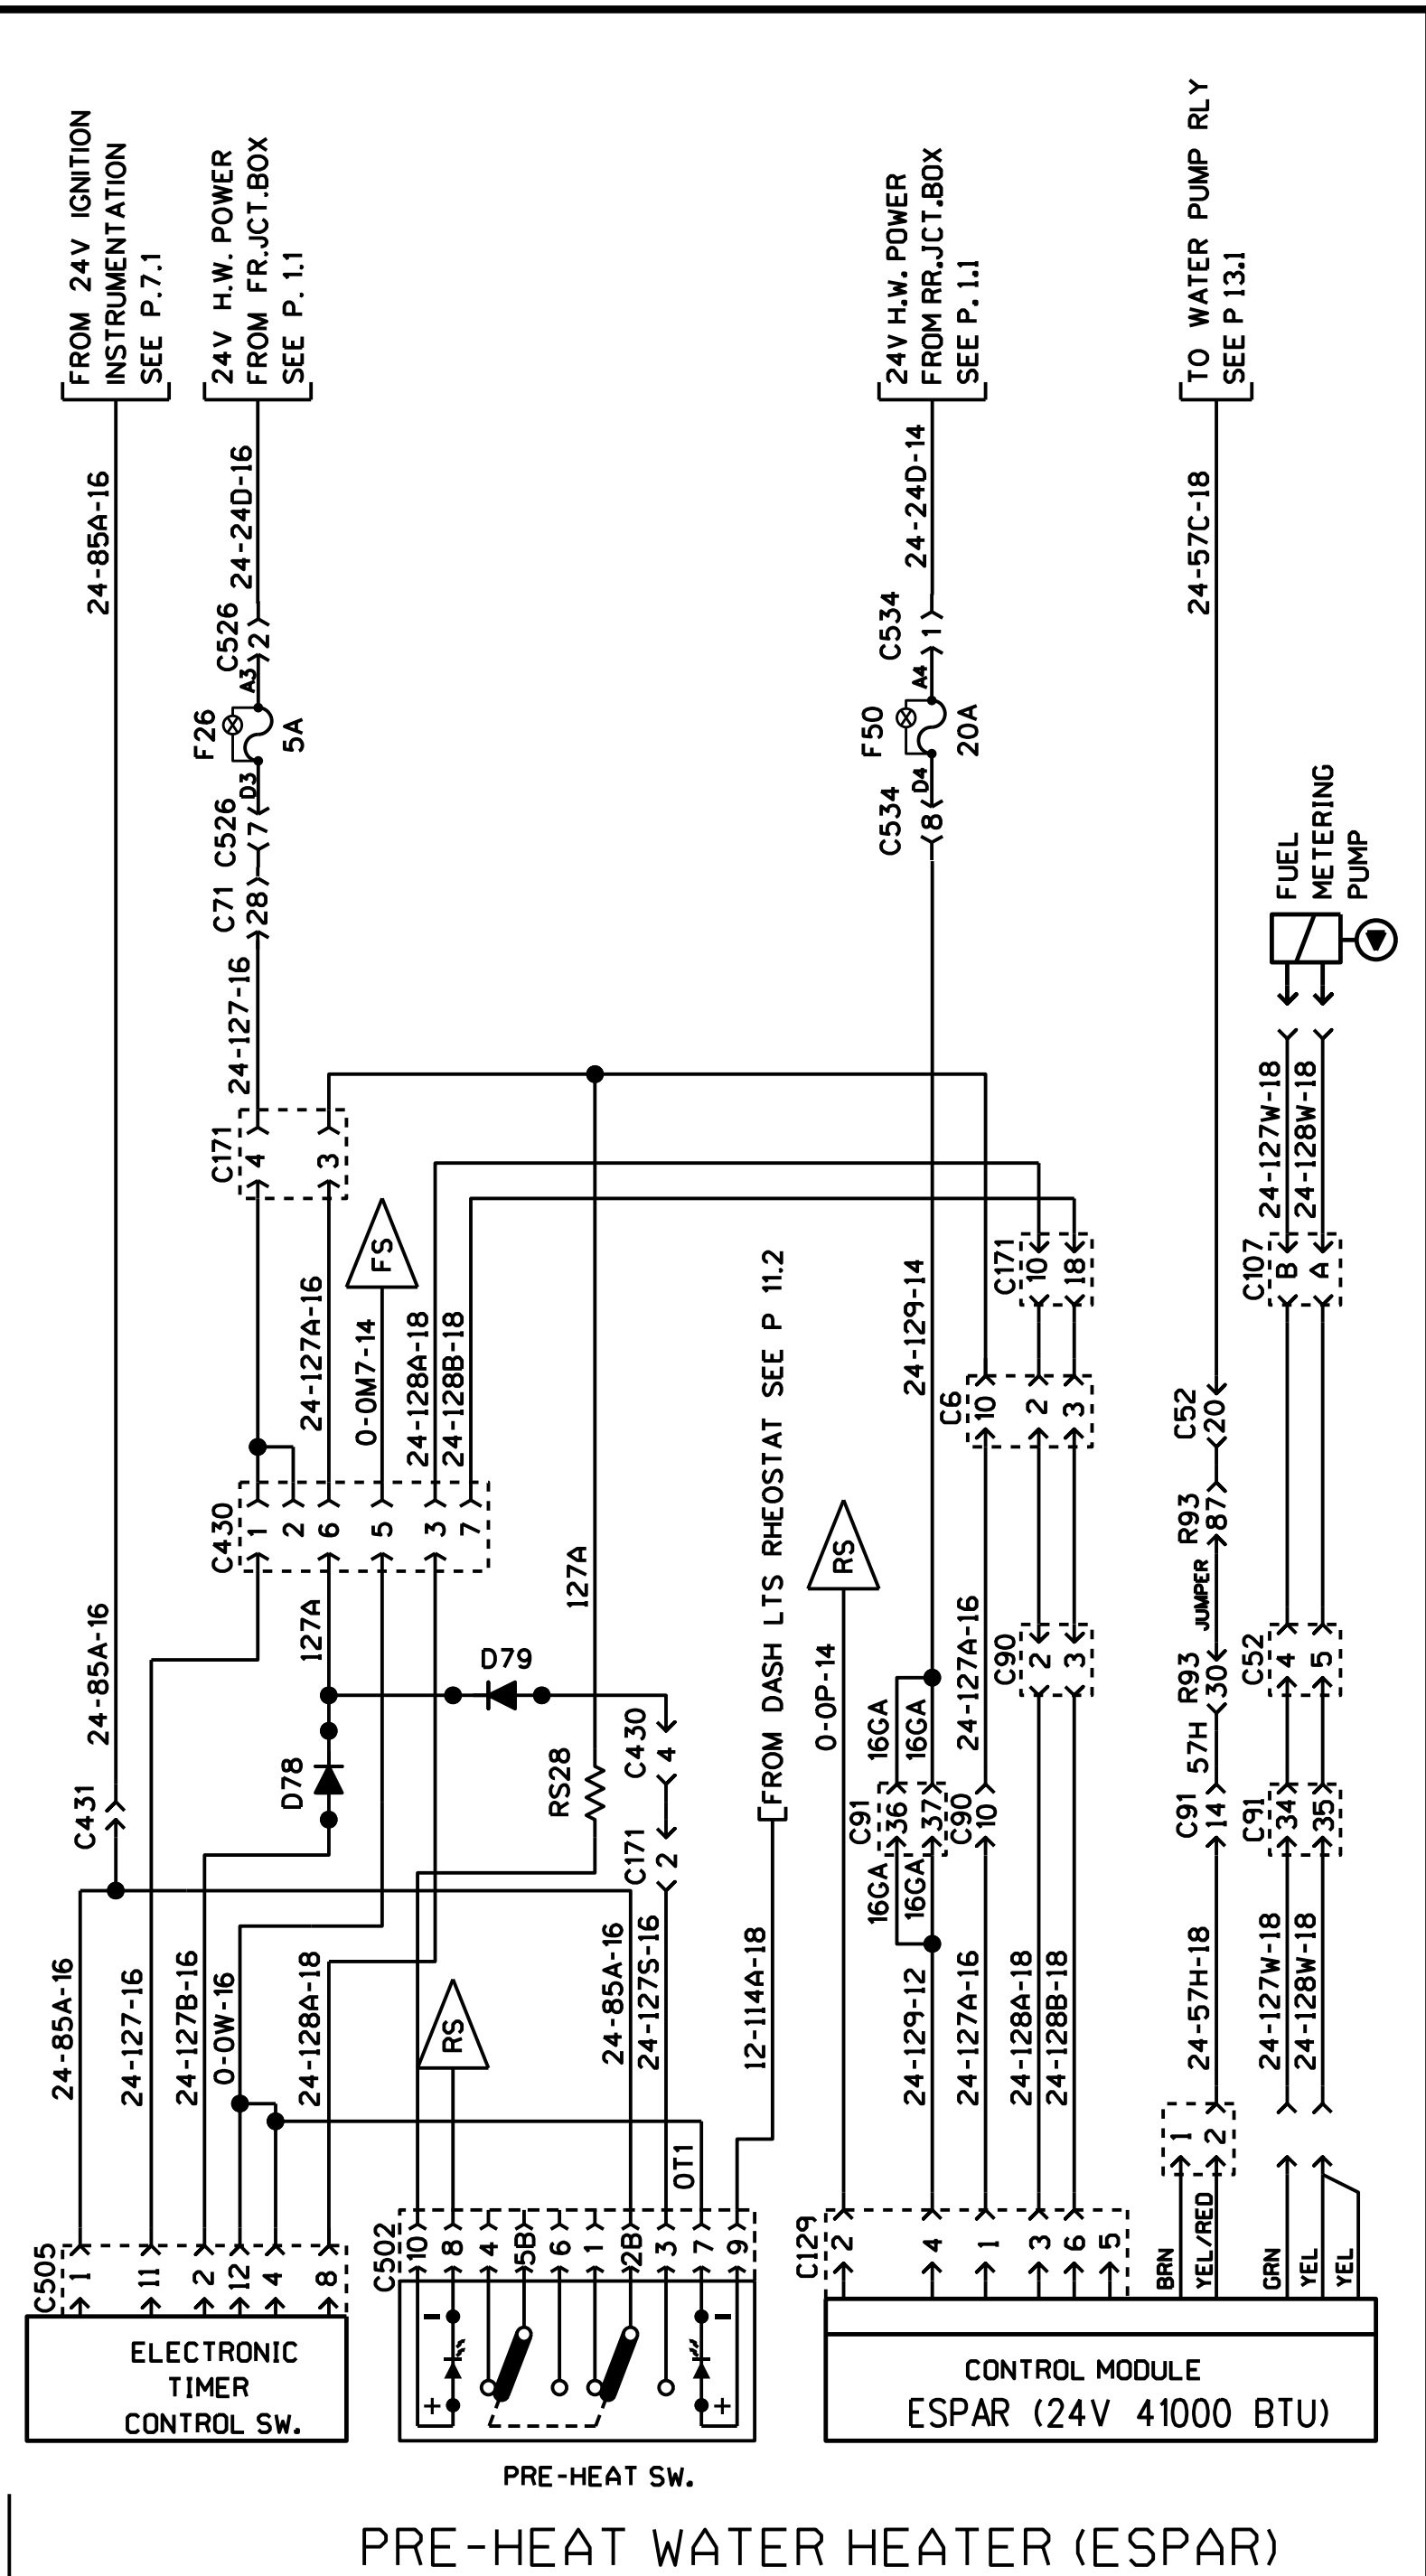 FROM 24V IGNITION
INSTRUMENTATION
SEE P.7.1
24V H.W. POWER
FROM FR.JCT.BOX
SEE P. 1.1
24V H.W. POWER
FROM RR.JCT.BOX
SEE P. 1.1
TO WATER PUMP RLY
SEE P 13.1
24-85A-16
24-24D-16
24-24D-14
24-57C-18
C526
2
A3
F26
5A
D3
C526
7
C71
28
24-127-16
C534
1
A4
F50
20A
D4
C534
8
FUEL
METERING
PUMP
C171
4
3
FS
24-127A-16
0-0M7-14
24-128A-18
24-128B-18
24-129-14
C171
10
18
24-127W-18
24-128W-18
C107
B
A
C6
10
2
3
C52
20
R93
87
JUMPER
R93
30
57H
C91
14
C430
1
2
6
5
3
7
127A
127A
FROM DASH LTS RHEOSTAT SEE P 11.2
RS
0-0P-14
24-85A-16
C431
D79
D78
RS28
C430
4
C171
2
16GA
16GA
C91
36
37
16GA
16GA
24-127A-16
C90
10
C90
2
3
C52
4
5
C91
34
35
24-85A-16
24-127-16
24-127B-16
0-0W-16
24-128A-18
RS
24-85A-16
24-127S-16
12-114A-18
0T1
24-129-12
24-127A-16
24-128A-18
24-128B-18
24-57H-18
24-127W-18
24-128W-18
1
2
BRN
YEL/RED
GRN
YEL
YEL
C505
1
11
2
12
4
8
C502
10
8
4
5B
6
1
2B
3
7
9
C129
2
4
1
3
6
5
-
+
-
+
ELECTRONIC
TIMER
CONTROL SW.
PRE-HEAT SW.
CONTROL MODULE
ESPAR (24V 41000 BTU)
PRE-HEAT WATER HEATER (ESPAR)